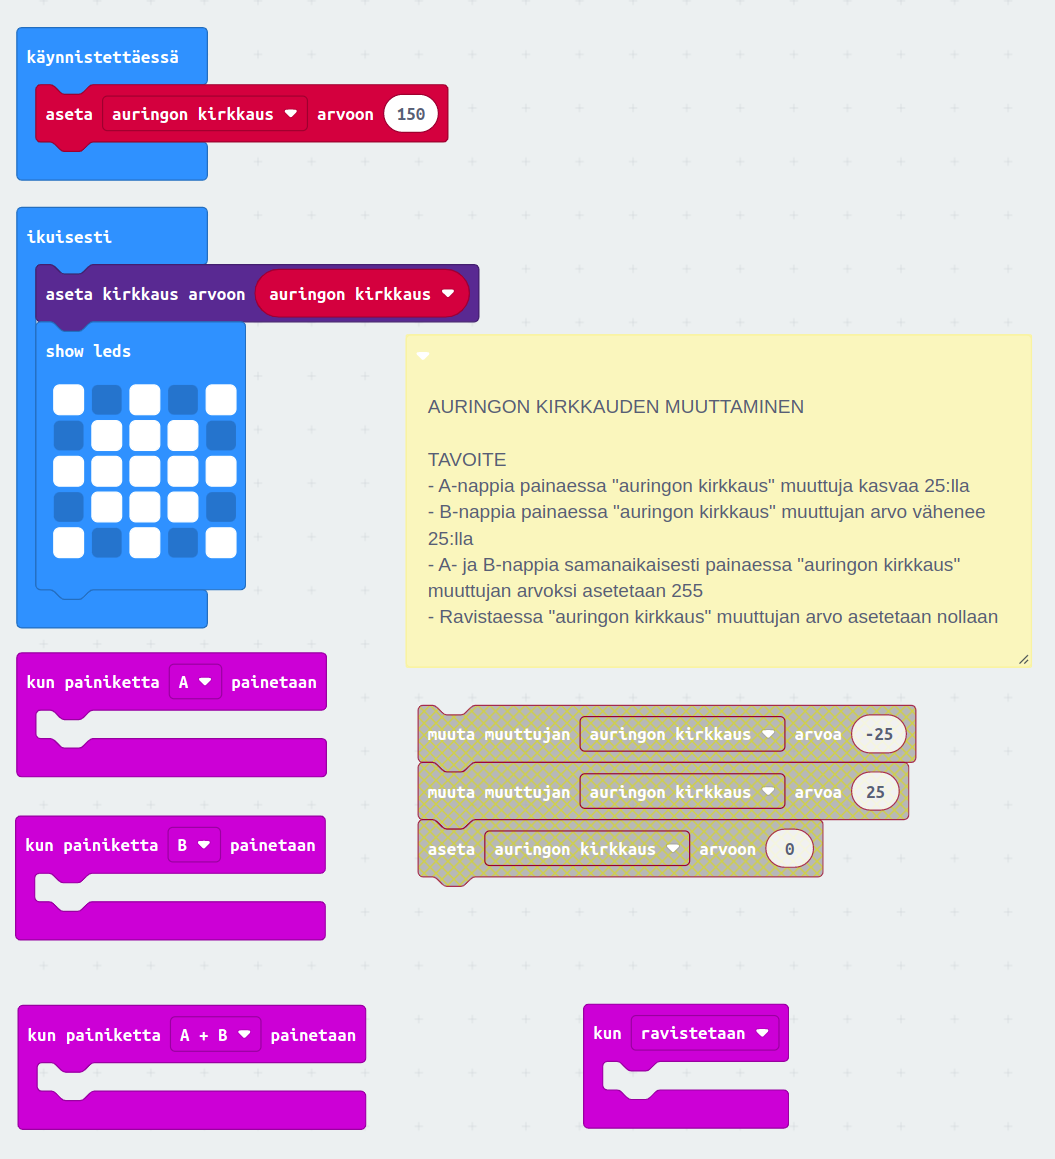 käynnistettäessä
aseta auringon kirkkaus arvoon 150
ikuisesti
aseta kirkkaus arvoon auringon kirkkaus
show leds
AURINGON KIRKKAUDEN MUUTTAMINEN
TAVOITE
- A-nappia painaessa "auringon kirkkaus" muuttuja kasvaa 25:lla
- B-nappia painaessa "auringon kirkkaus" muuttujan arvo vähenee
25:lla
- A- ja B-nappia samanaikaisesti painaessa "auringon kirkkaus"
muuttujan arvoksi asetetaan 255
- Ravistaessa "auringon kirkkaus" muuttujan arvo asetetaan nollaan
kun painiketta A painetaan
muuta muuttujan auringon kirkkaus arvoa -25
muuta muuttujan auringon kirkkaus arvoa 25
aseta auringon kirkkaus arvoon 0
kun painiketta B painetaan
kun painiketta A + B painetaan
kun ravistetaan